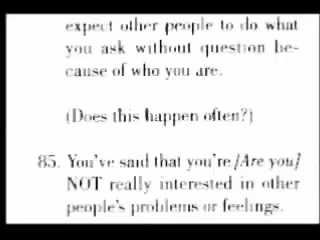 expect other people to do what
you ask without question be-
cause of who you are.
(Does this happen often?)
85. You've said that you're [Are you]
NOT really interested in other
people's problems or feelings.